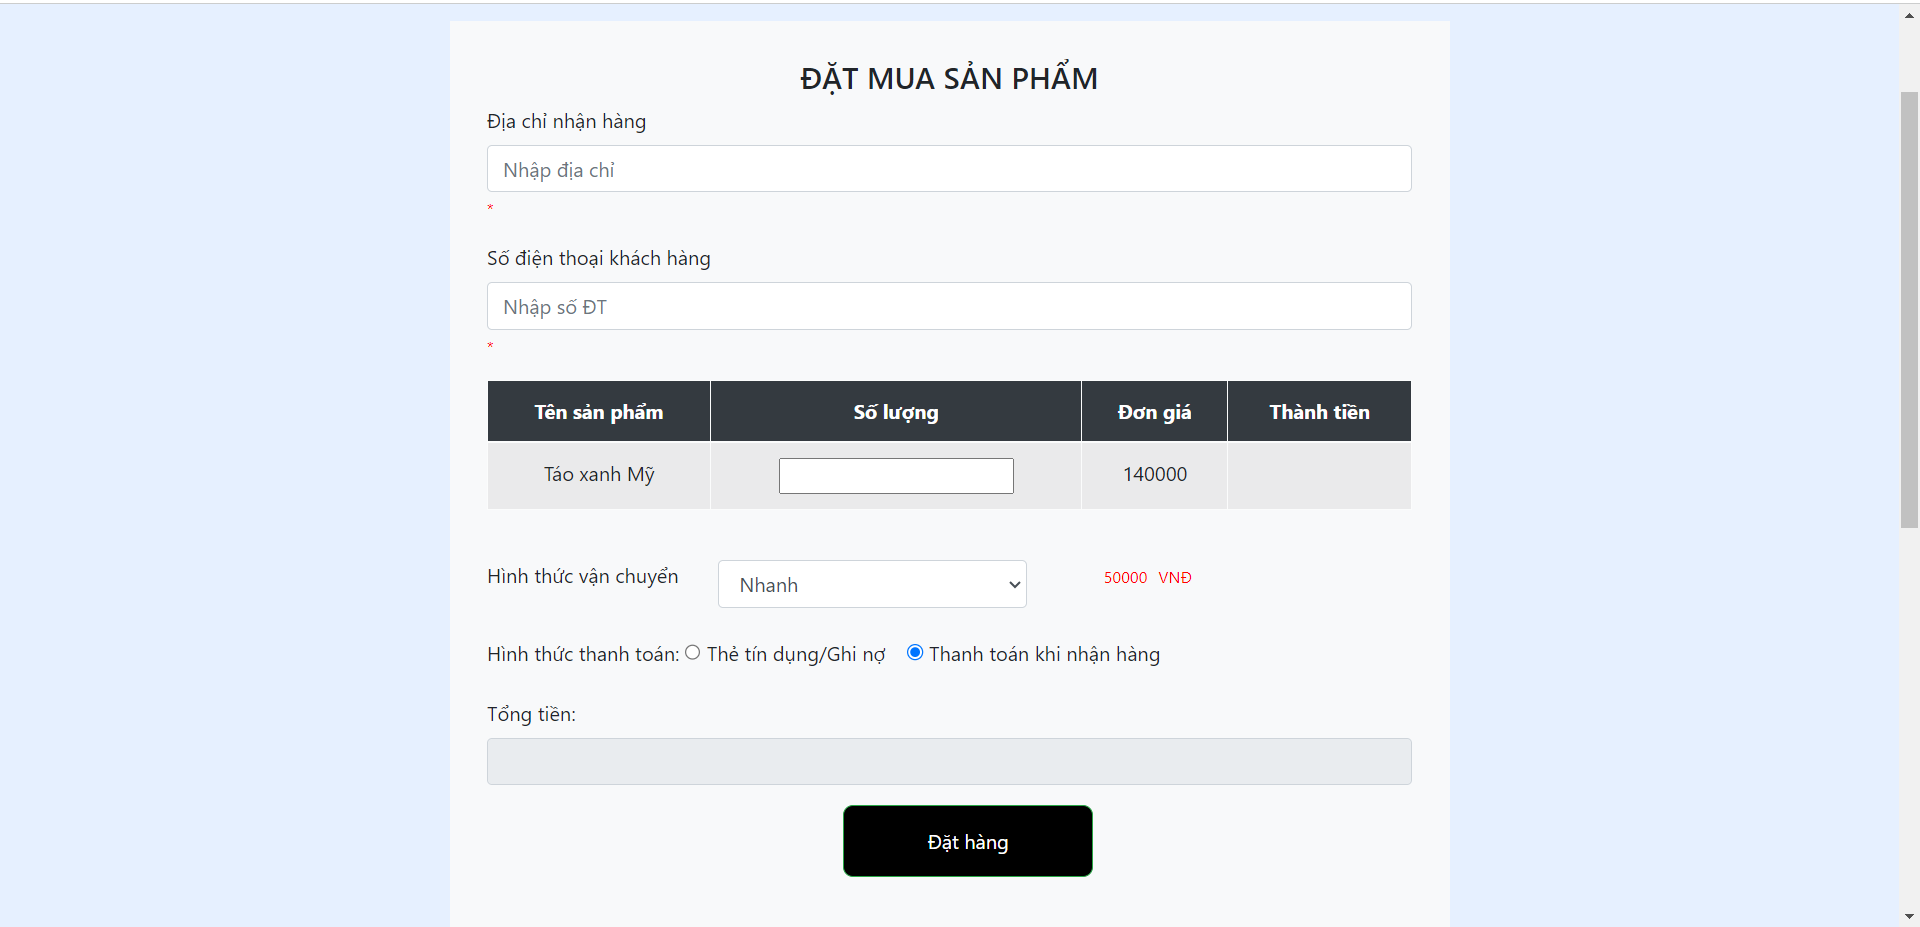 ĐẶT MUA SẢN PHẨM
Địa chỉ nhận hàng
Nhập địa chỉ
*
Số điện thoại khách hàng
Nhập số ĐT
*
Tên sản phẩm Số lượng Đơn giá Thành tiền
Táo xanh Mỹ 140000
Hình thức vận chuyển Nhanh 50000 VNĐ
Hình thức thanh toán: Thẻ tín dụng/Ghi nợ Thanh toán khi nhận hàng
Tổng tiền:
Đặt hàng